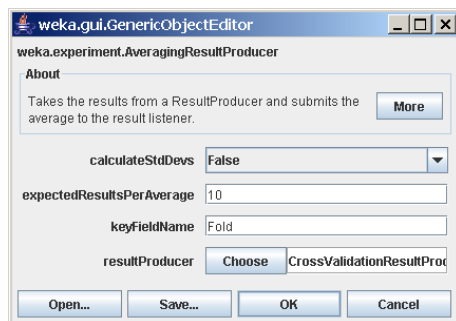 weka.gui.GenericObjectEditor
weka.experiment.AveragingResultProducer
About
Takes the results from a ResultProducer and submits the
average to the result listener.
More
calculateStdDevs False
expectedResultsPerAverage 10
keyFieldName Fold
resultProducer Choose CrossValidationResultProd
Open... Save... OK Cancel